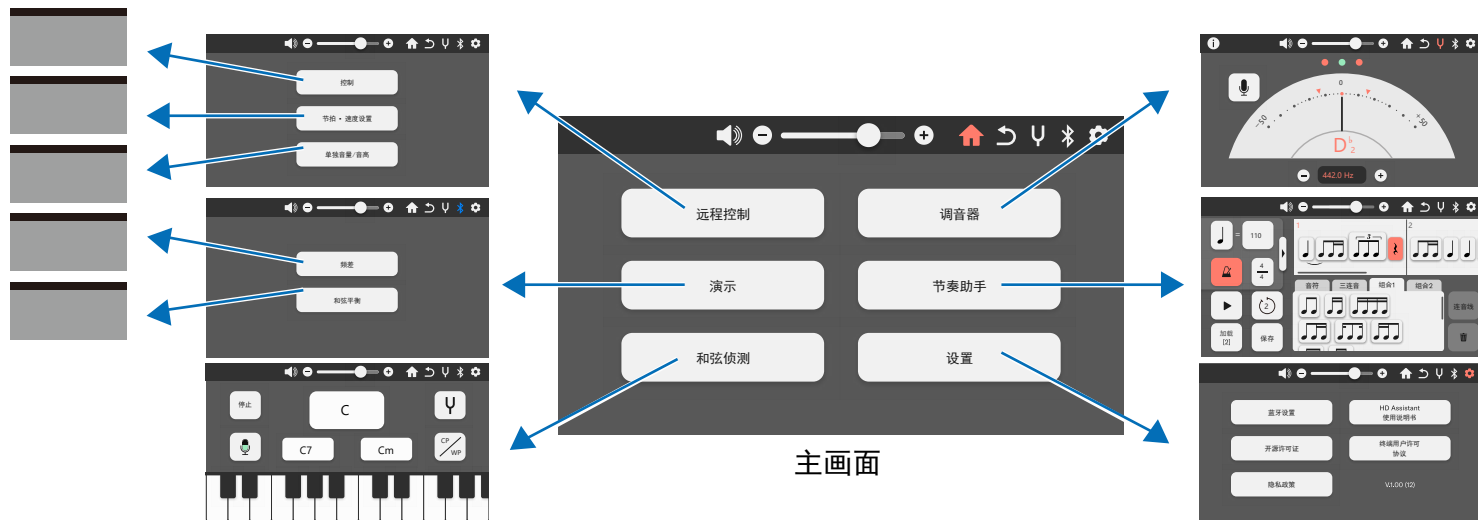 控制
节拍・速度设置
单独音量/音高
频差
和弦平衡
停止
C
C7
Cm
CP
WP
远程控制
调音器
演示
节奏助手
和弦侦测
设置
主画面
0
-50
+50
D♭2
442.0 Hz
= 110
4
4
2
加载
[2]
保存
1
3
2
音符
三连音
组合1
组合2
连音线
蓝牙设置
HD Assistant
使用说明书
开源许可证
终端用户许可
协议
隐私政策
V.1.00 (12)